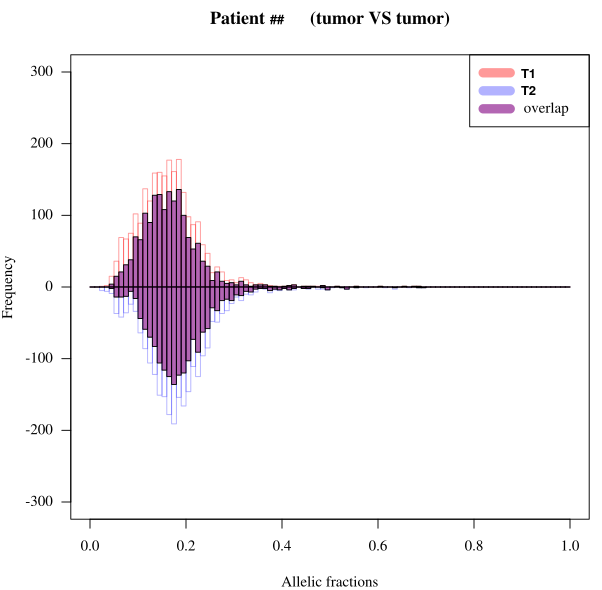 Patient ## (tumor VS tumor)
T1
T2
overlap
300
200
100
0
-100
-200
-300
Frequency
0.0 0.2 0.4 0.6 0.8 1.0
Allelic fractions